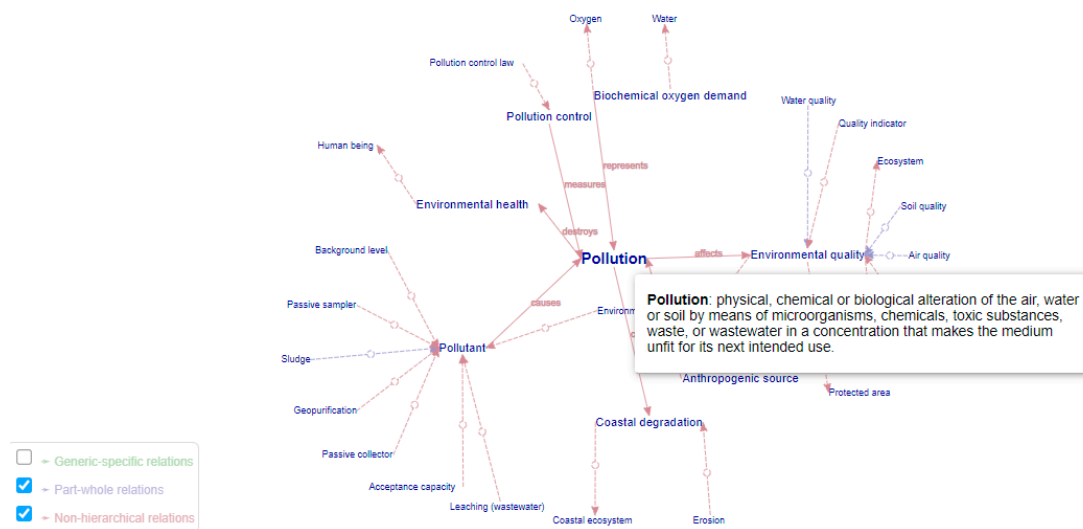 Oxygen
Water
Pollution control law
Biochemical oxygen demand
Water quality
Pollution control
Quality indicator
Human being
Ecosystem
represents
measures
Environmental health
Soil quality
destroys
Background level
Pollution
affects
Environmental quality
Air quality
Pollution: physical, chemical or biological alteration of the air, water
or soil by means of microorganisms, chemicals, toxic substances,
waste, or wastewater in a concentration that makes the medium
unfit for its next intended use.
Passive sampler
causes
Pollutant
Sludge
Anthropogenic source
Protected area
Geopurification
Coastal degradation
Passive collector
Generic-specific relations
Part-whole relations
Non-hierarchical relations
Acceptance capacity
Leaching (wastewater)
Coastal ecosystem
Erosion